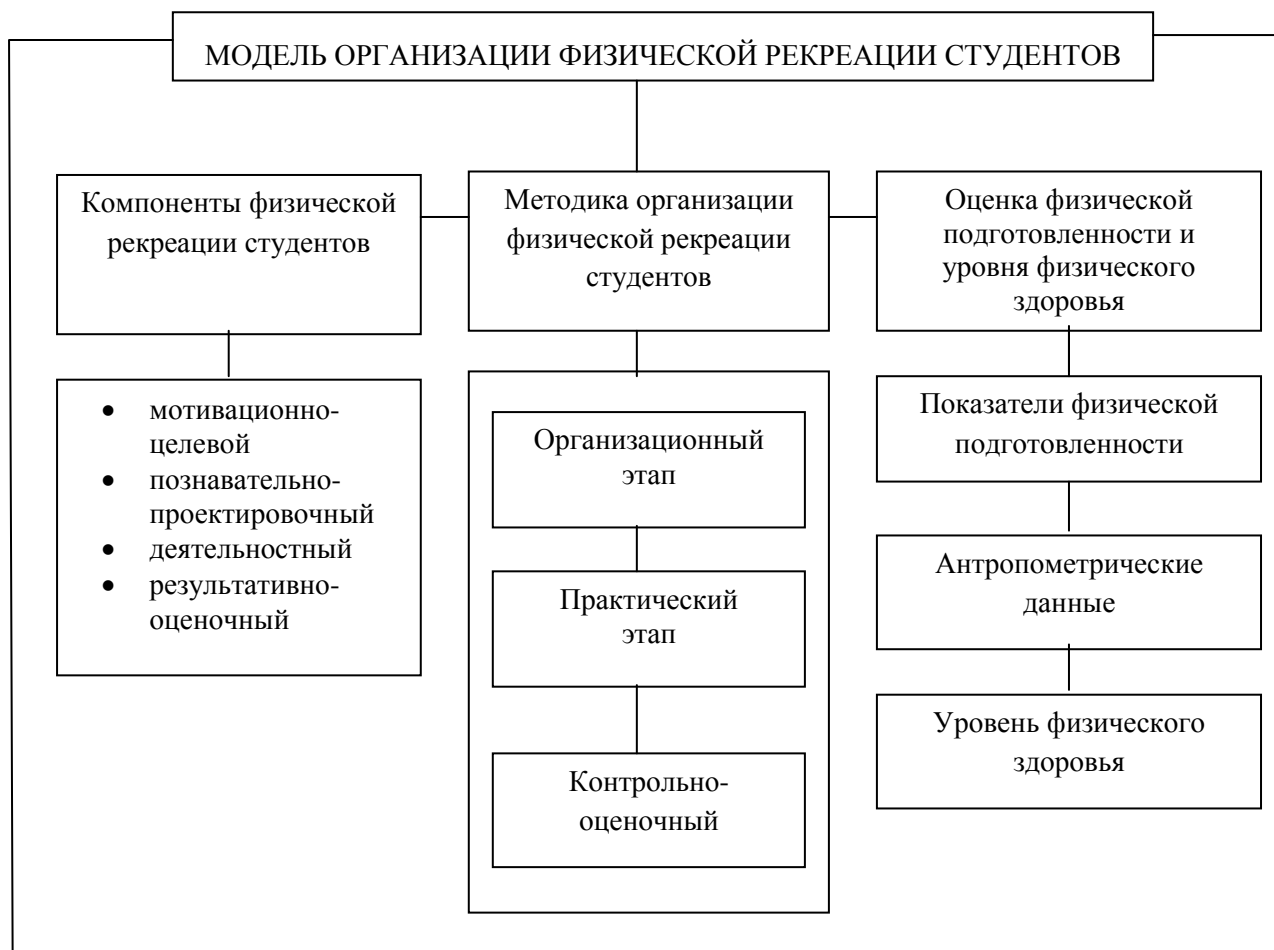 МОДЕЛЬ ОРГАНИЗАЦИИ ФИЗИЧЕСКОЙ РЕКРЕАЦИИ СТУДЕНТОВ
Компоненты физической
рекреации студентов
• мотивационно-
целевой
• познавательно-
проектировочный
• деятельностный
• результативно-
оценочный
Методика организации
физической рекреации
студентов
Организационный
этап
Практический
этап
Контрольно-
оценочный
Оценка физической
подготовленности и
уровня физического
здоровья
Показатели физической
подготовленности
Антропометрические
данные
Уровень физического
здоровья